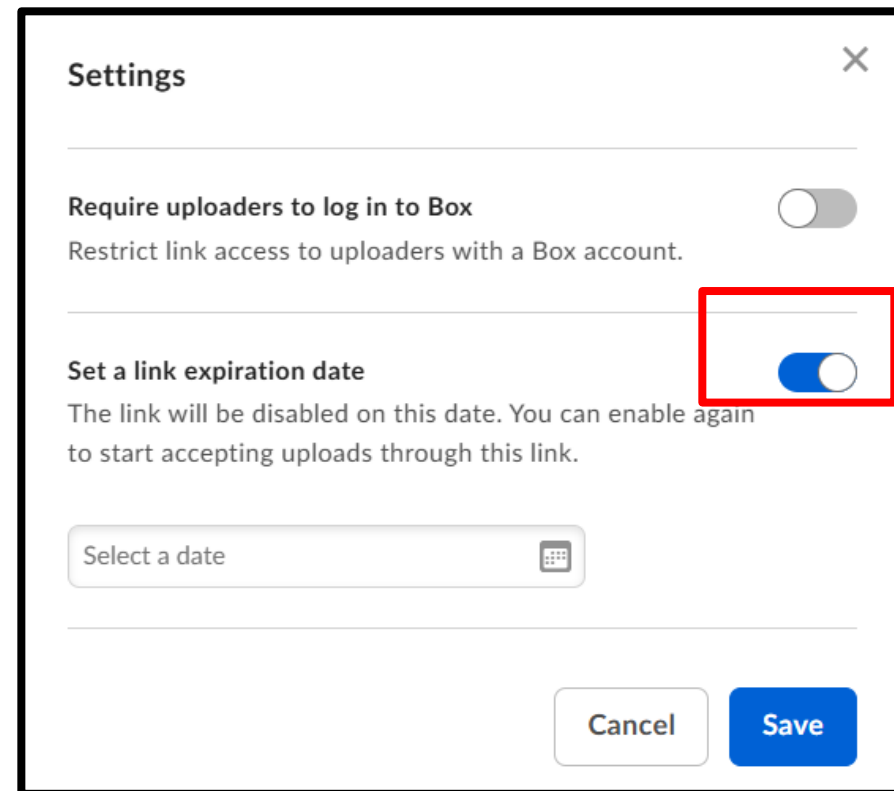 Settings
Require uploaders to log in to Box
Restrict link access to uploaders with a Box account.
Set a link expiration date
The link will be disabled on this date. You can enable again
to start accepting uploads through this link.
Select a date
Cancel Save